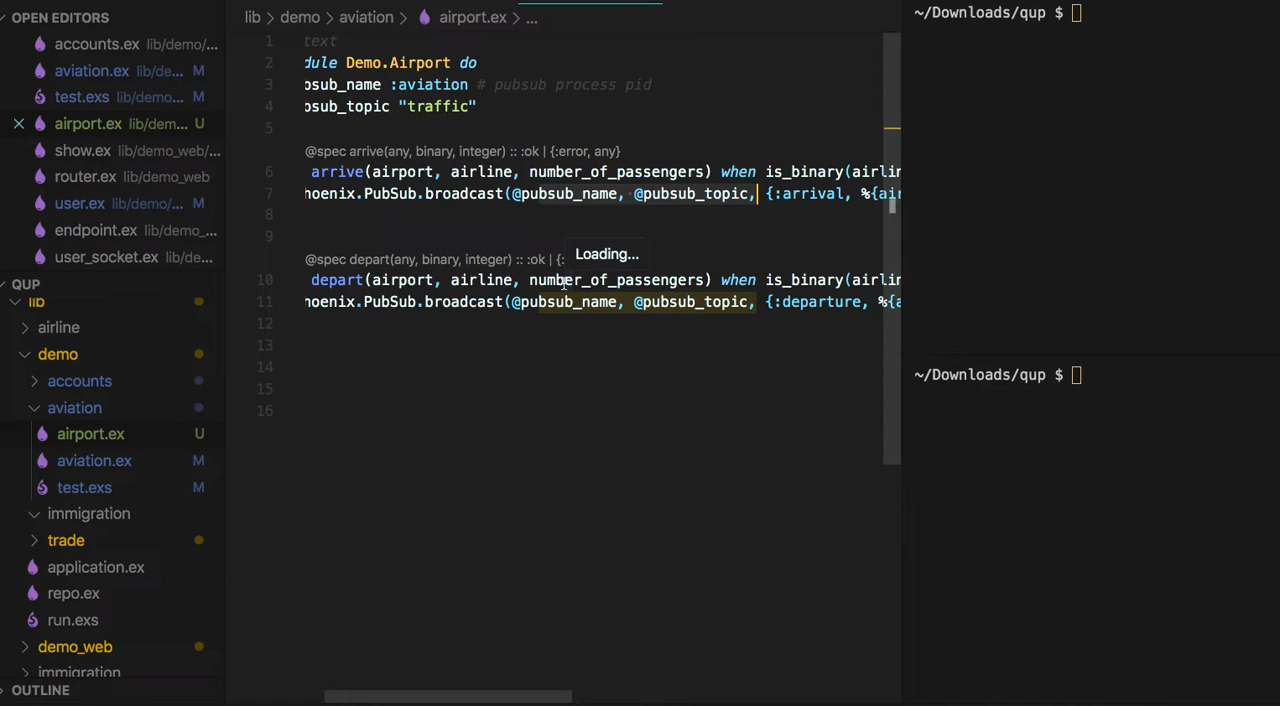 OPEN EDITORS
accounts.ex lib/demo/...
aviation.ex lib/de... M
test.exs lib/demo... M
airport.ex lib/dem... U
show.ex lib/demo_web/...
router.ex lib/demo_web
user.ex lib/demo/... M
endpoint.ex lib/demo_...
user_socket.ex lib/de...
QUP
lib
airline
demo
accounts
aviation
airport.ex U
aviation.ex M
test.exs M
immigration
trade
application.ex
repo.ex
run.exs
demo_web
immigration
OUTLINE
lib > demo > aviation > airport.ex > ...
1 text
2 dule Demo.Airport do
3 bsub_name :aviation # pubsub process pid
4 bsub_topic "traffic"
5
@spec arrive(any, binary, integer) :: :ok | {:error, any}
6 arrive(airport, airline, number_of_passengers) when is_binary(airlin
7 hoenix.PubSub.broadcast(@pubsub_name, @pubsub_topic, {:arrival, %{air
8
9
@spec depart(any, binary, integer) :: :ok | {:
Loading...
10 depart(airport, airline, number_of_passengers) when is_binary(airlin
11 hoenix.PubSub.broadcast(@pubsub_name, @pubsub_topic, {:departure, %{a
12
13
14
15
16
~/Downloads/qup $
~/Downloads/qup $